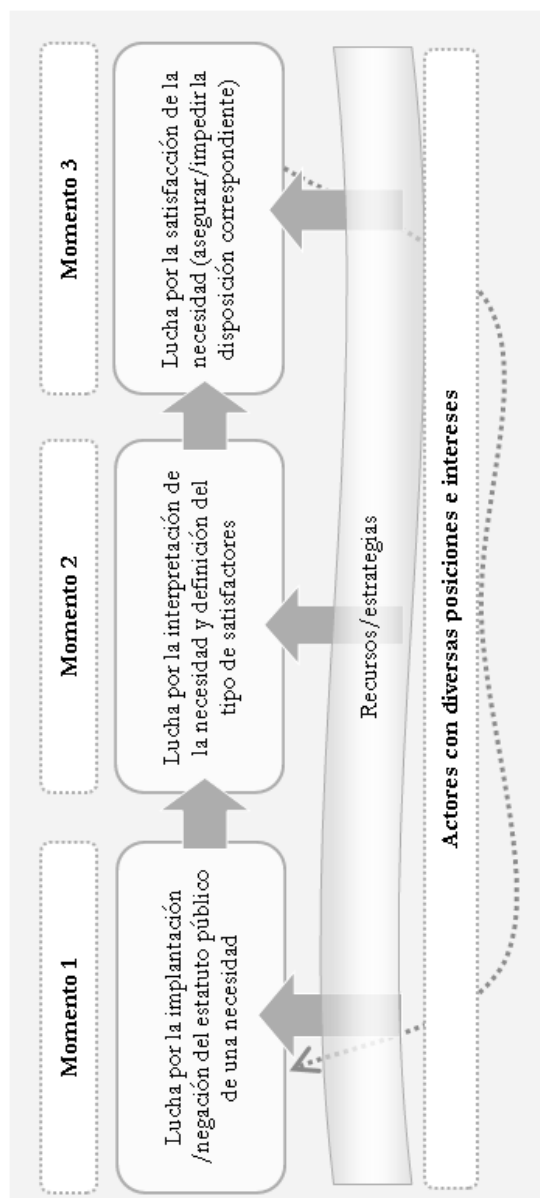 Momento 1
Momento 2
Momento 3
Lucha por la implantación
/negación del estatuto público
de una necesidad
Lucha por la interpretación de
la necesidad y definición del
tipo de satisfactores
Lucha por la satisfacción de la
necesidad (asegurar/impedir la
disposición correspondiente)
Recursos/estrategias
Actores con diversas posiciones e intereses